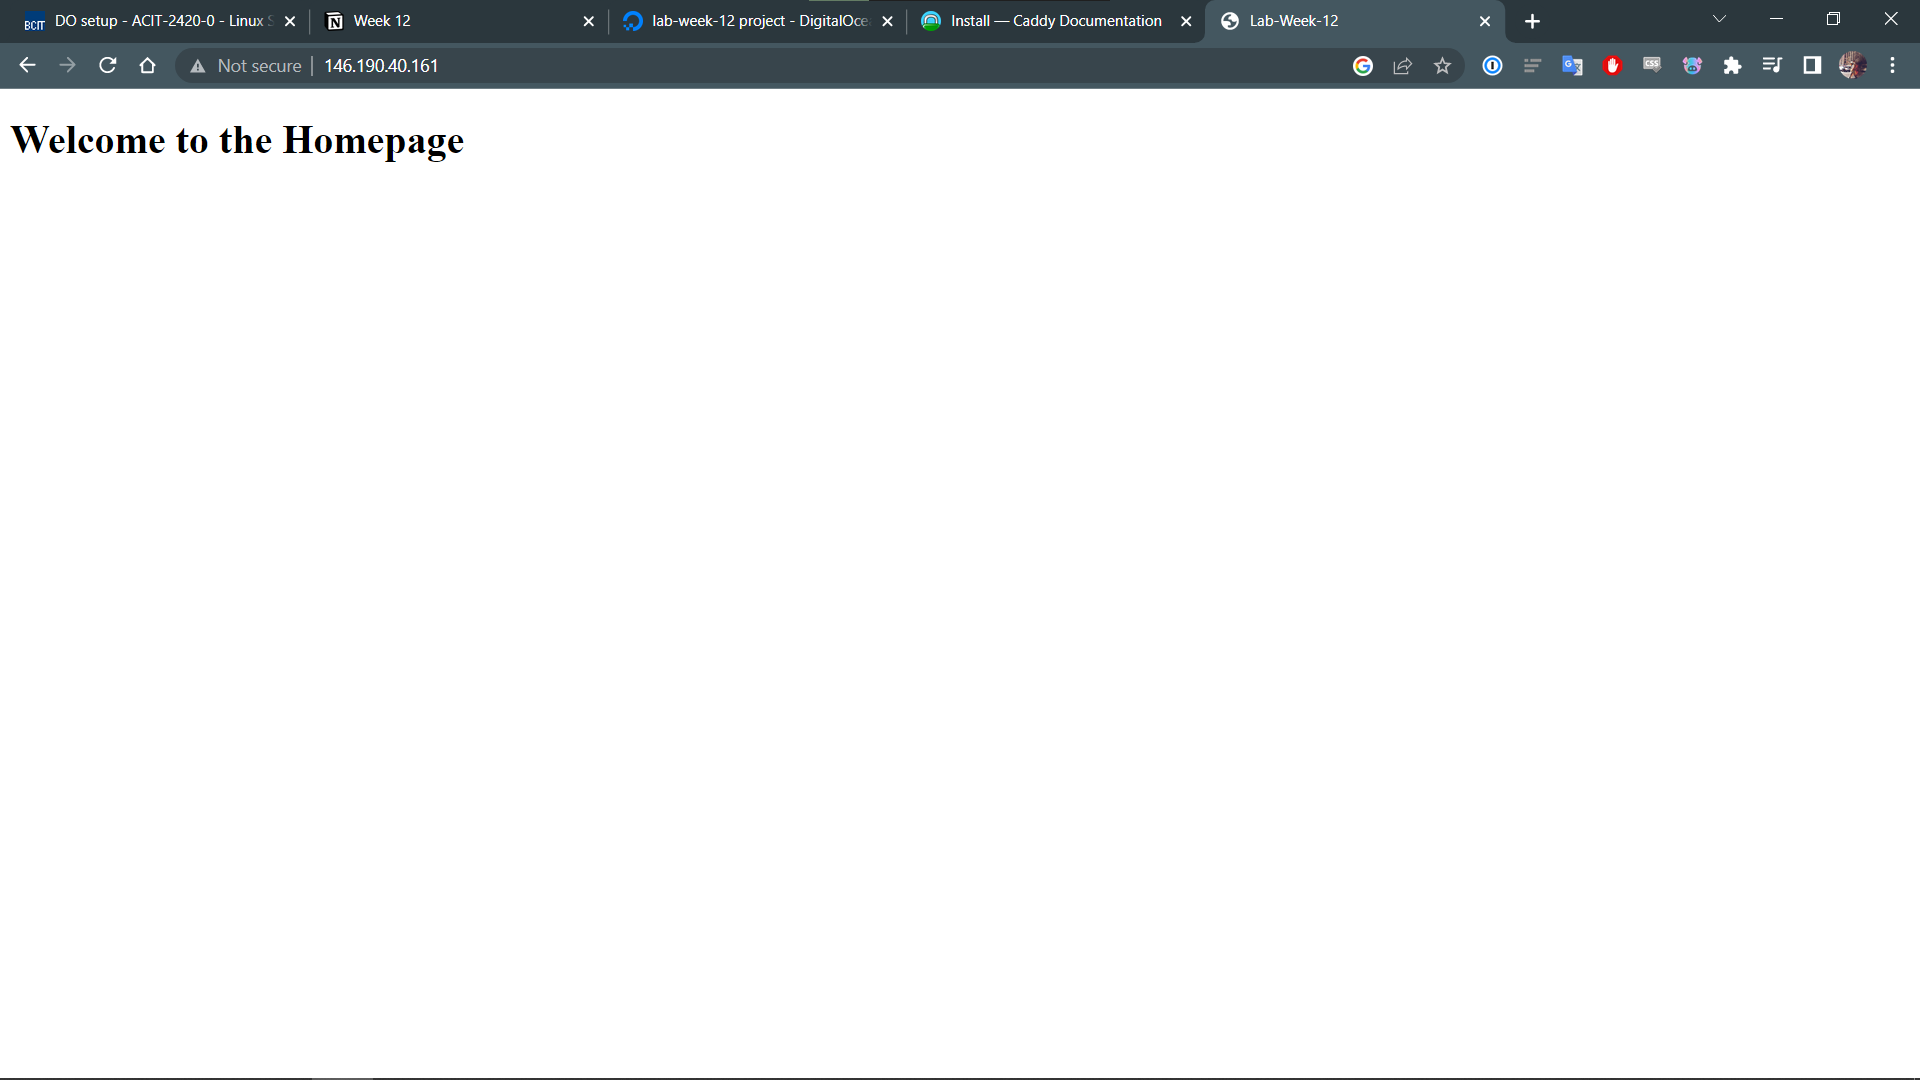 BCIT DO setup - ACIT-2420-0 - Linux S
Week 12
lab-week-12 project - DigitalOce
Install — Caddy Documentation
Lab-Week-12
Not secure 146.190.40.161
CSS
Welcome to the Homepage